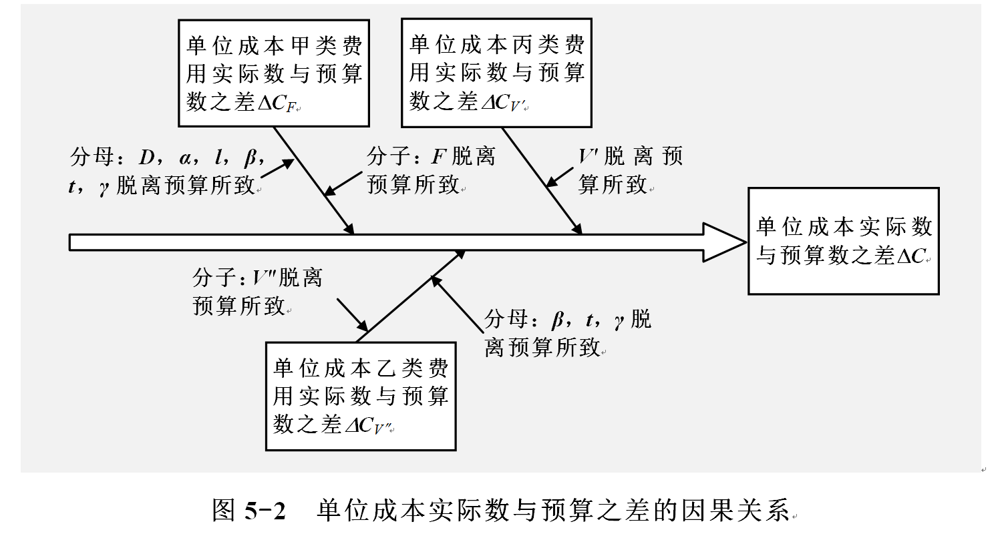 单位成本甲类费
用实际数与预算
数之差ΔC_F
单位成本丙类费
用实际数与预算
数之差ΔC_V′
分母：D，α，l，β，
t，γ 脱离预算所致
分子：F 脱离
预算所致
V′ 脱离预
算所致
单位成本实际数
与预算数之差ΔC
分子：V″脱离
预算所致
分母：β，t，γ 脱
离预算所致
单位成本乙类费
用实际数与预算
数之差ΔC_V″
图 5-2 单位成本实际数与预算之差的因果关系